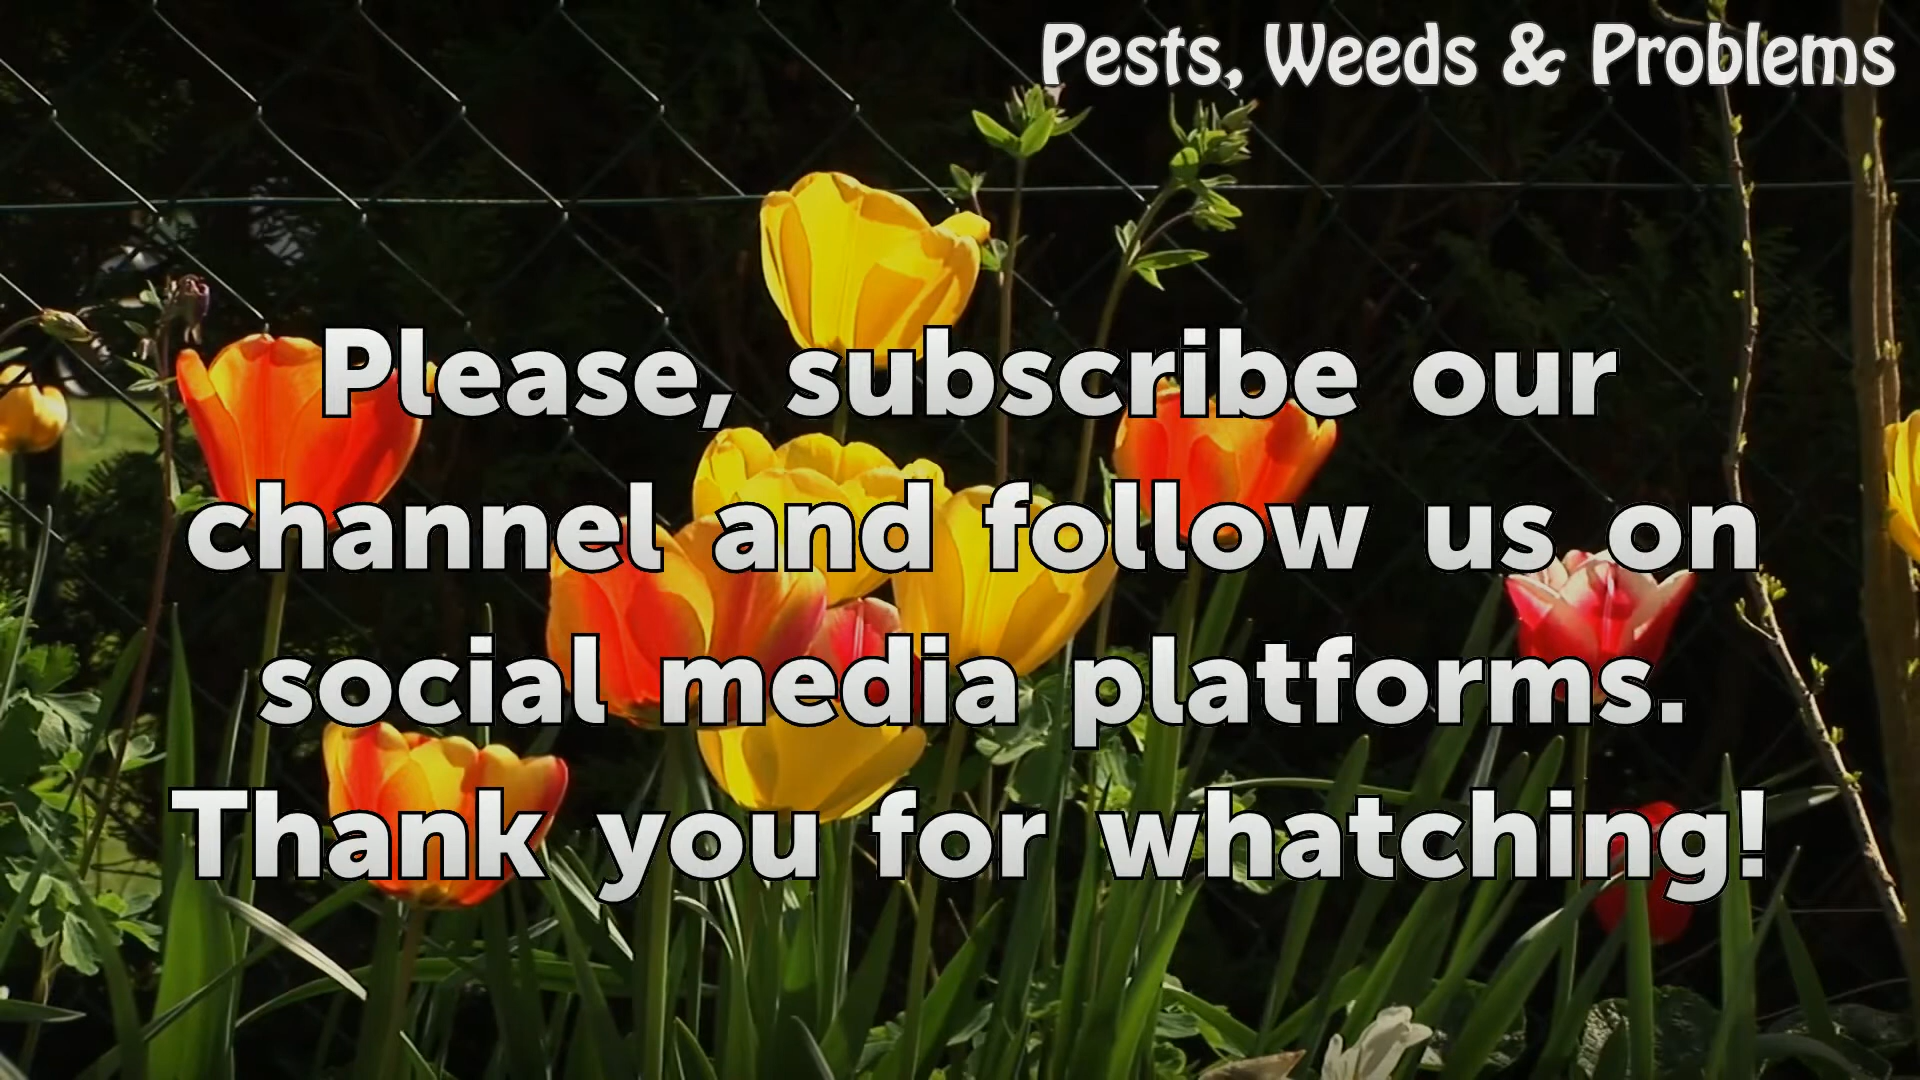 Pests, Weeds & Problems
Please, subscribe our
channel and follow us on
social media platforms.
Thank you for whatching!